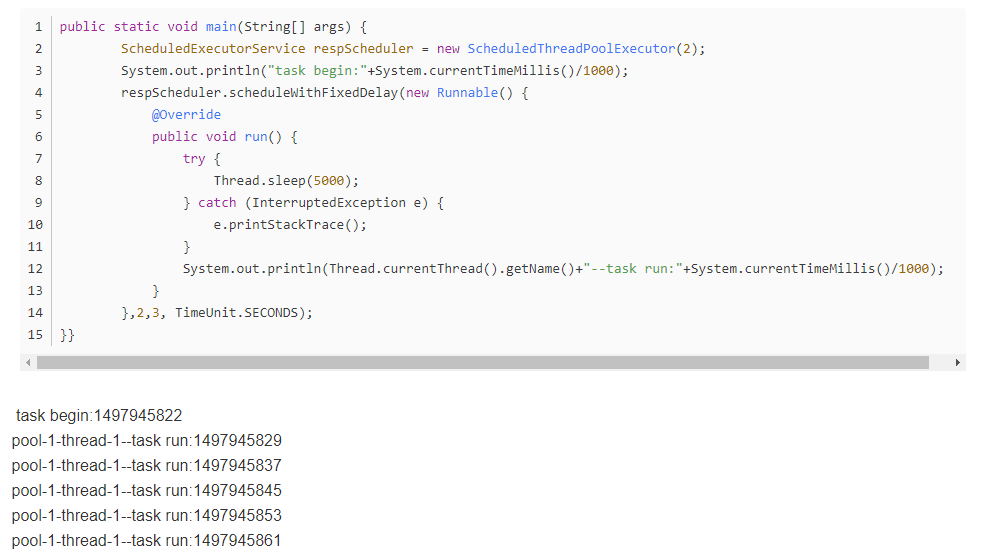 1 public static void main(String[] args) {
2 ScheduledExecutorService respScheduler = new ScheduledThreadPoolExecutor(2);
3 System.out.println("task begin:"+System.currentTimeMillis()/1000);
4 respScheduler.scheduleWithFixedDelay(new Runnable() {
5 @Override
6 public void run() {
7 try {
8 Thread.sleep(5000);
9 } catch (InterruptedException e) {
10 e.printStackTrace();
11 }
12 System.out.println(Thread.currentThread().getName()+"--task run:"+System.currentTimeMillis()/1000);
13 }
14 },2,3, TimeUnit.SECONDS);
15 }}
task begin:1497945822
pool-1-thread-1--task run:1497945829
pool-1-thread-1--task run:1497945837
pool-1-thread-1--task run:1497945845
pool-1-thread-1--task run:1497945853
pool-1-thread-1--task run:1497945861